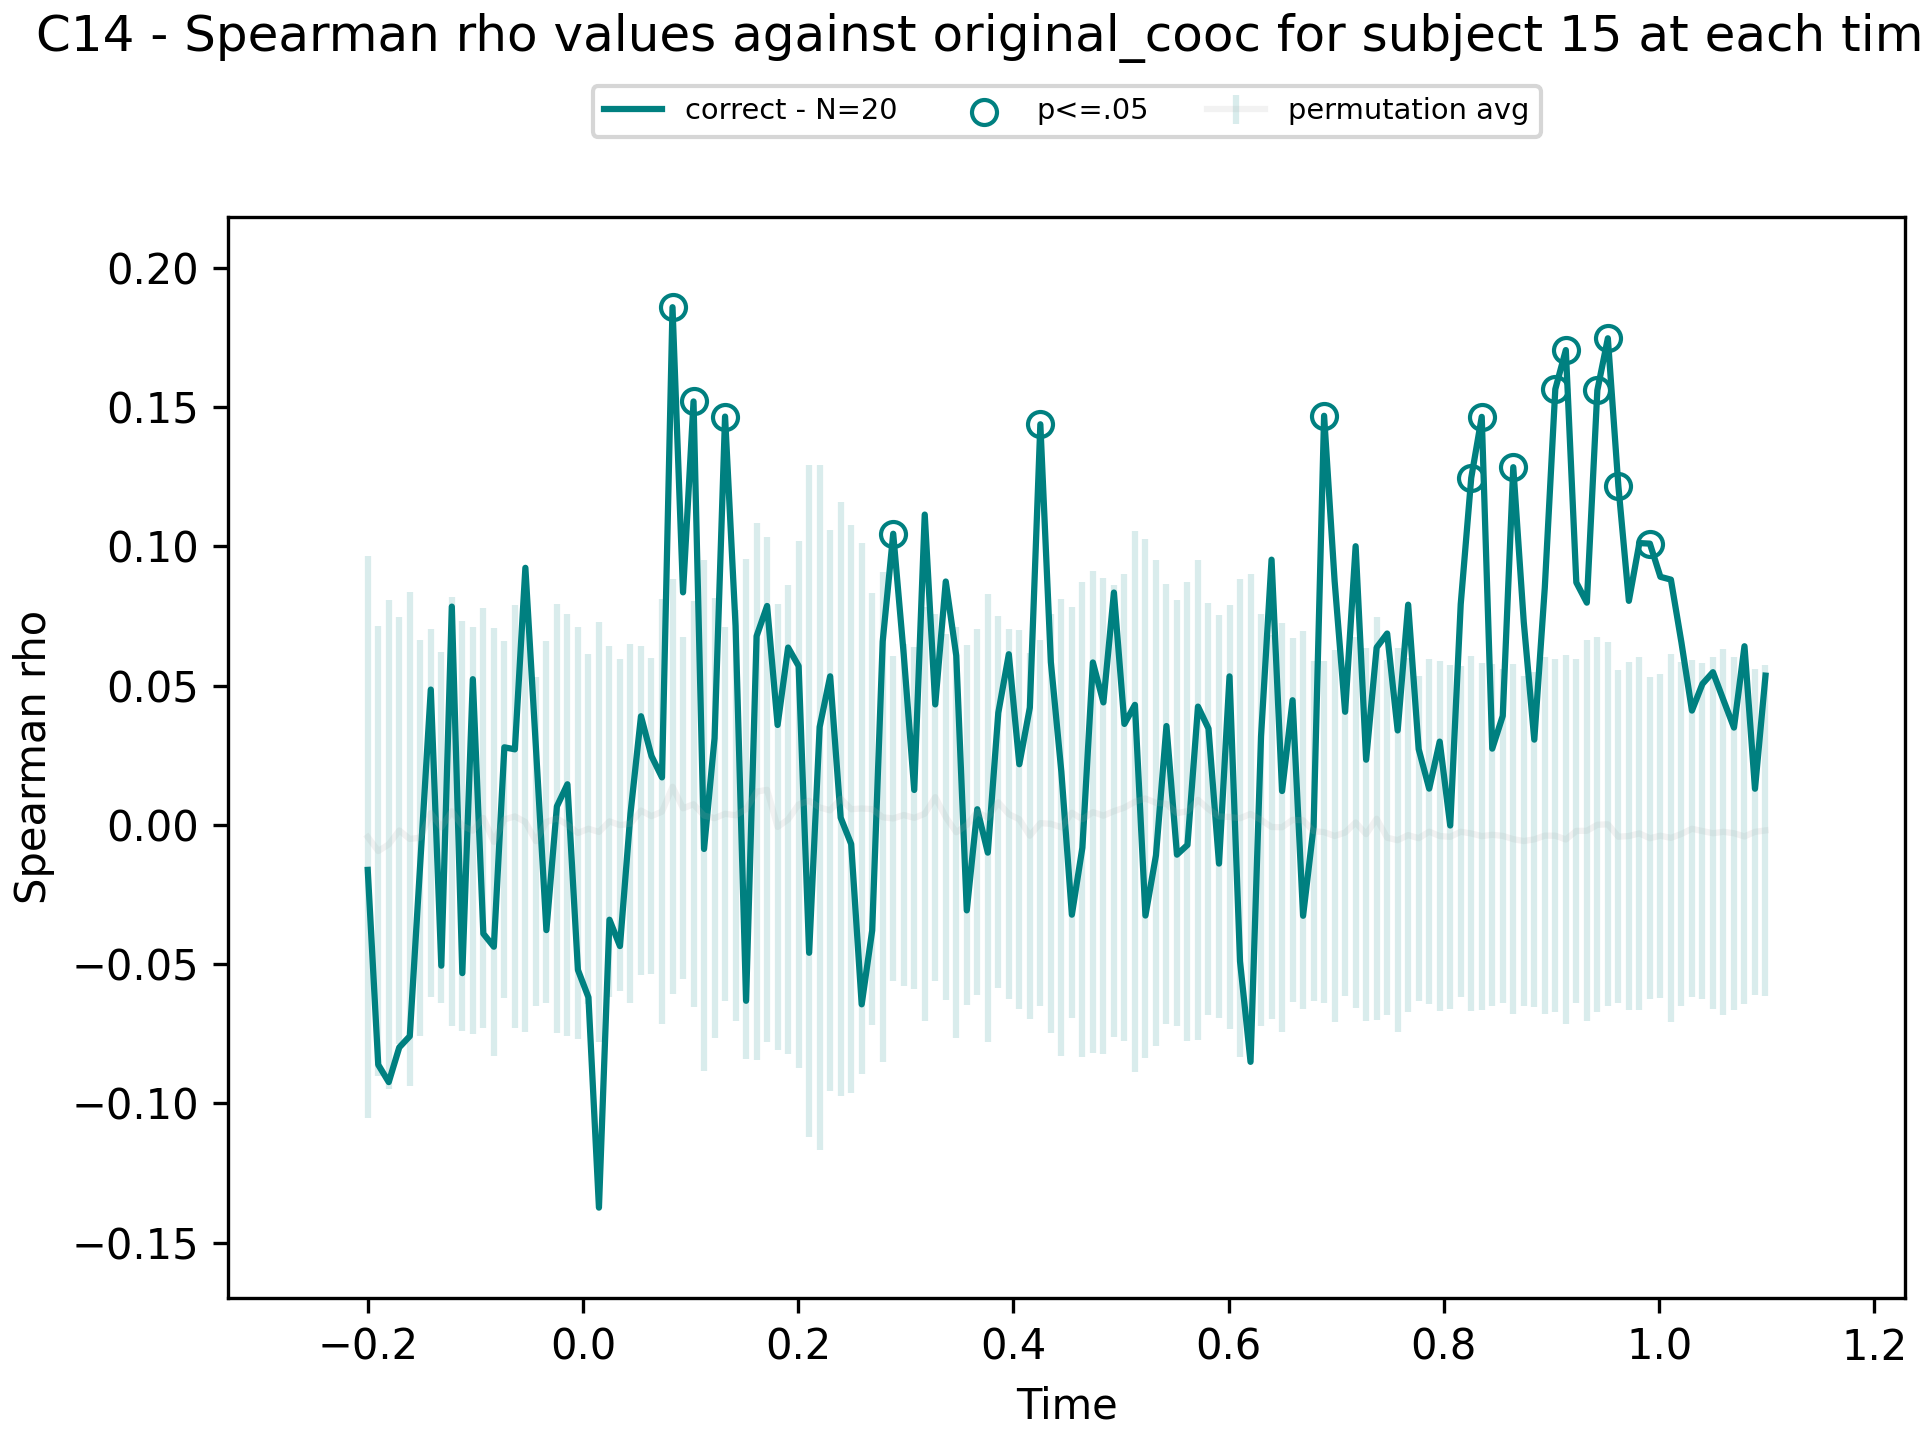 C14 - Spearman rho values against original_cooc for subject 15 at each tim
correct - N=20 p<=.05 permutation avg
0.20
0.15
0.10
0.05
0.00
−0.05
−0.10
−0.15
Spearman rho
−0.2 0.0 0.2 0.4 0.6 0.8 1.0 1.2
Time